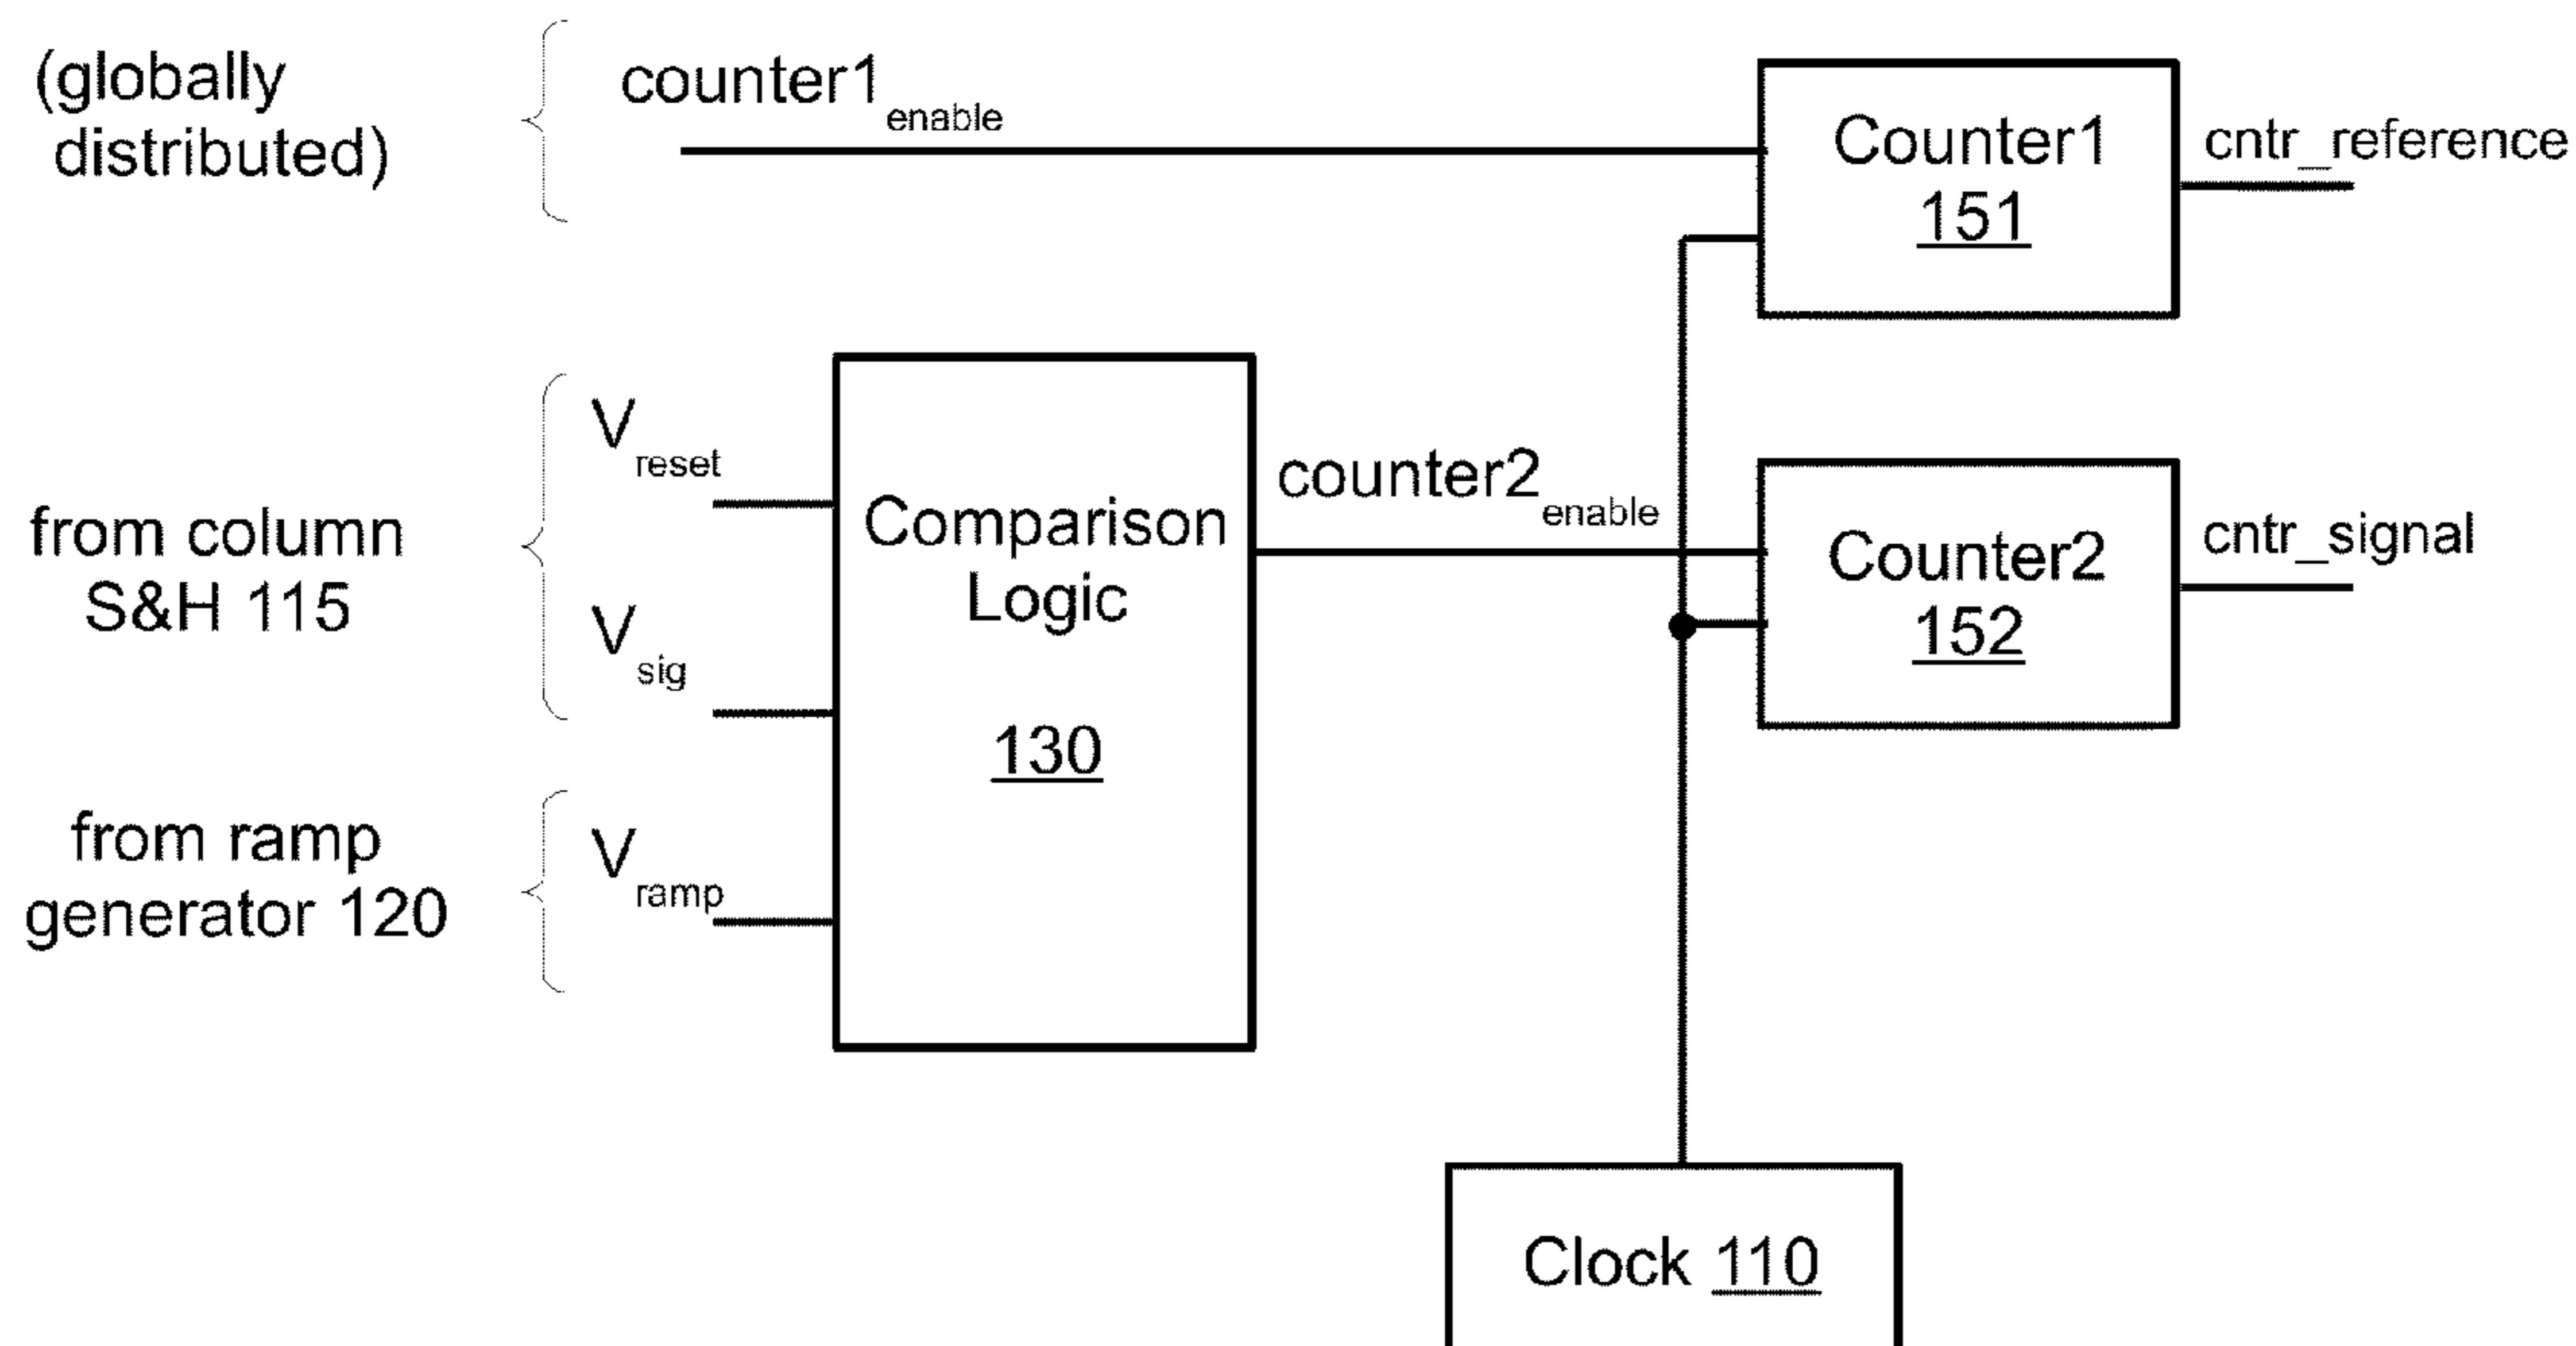 (globally
distributed)
counter1enable
Counter1
151
cntr_reference
from column
S&H 115
Vreset
Vsig
Comparison
Logic
130
counter2enable
Counter2
152
cntr_signal
from ramp
generator 120
Vramp
Clock 110